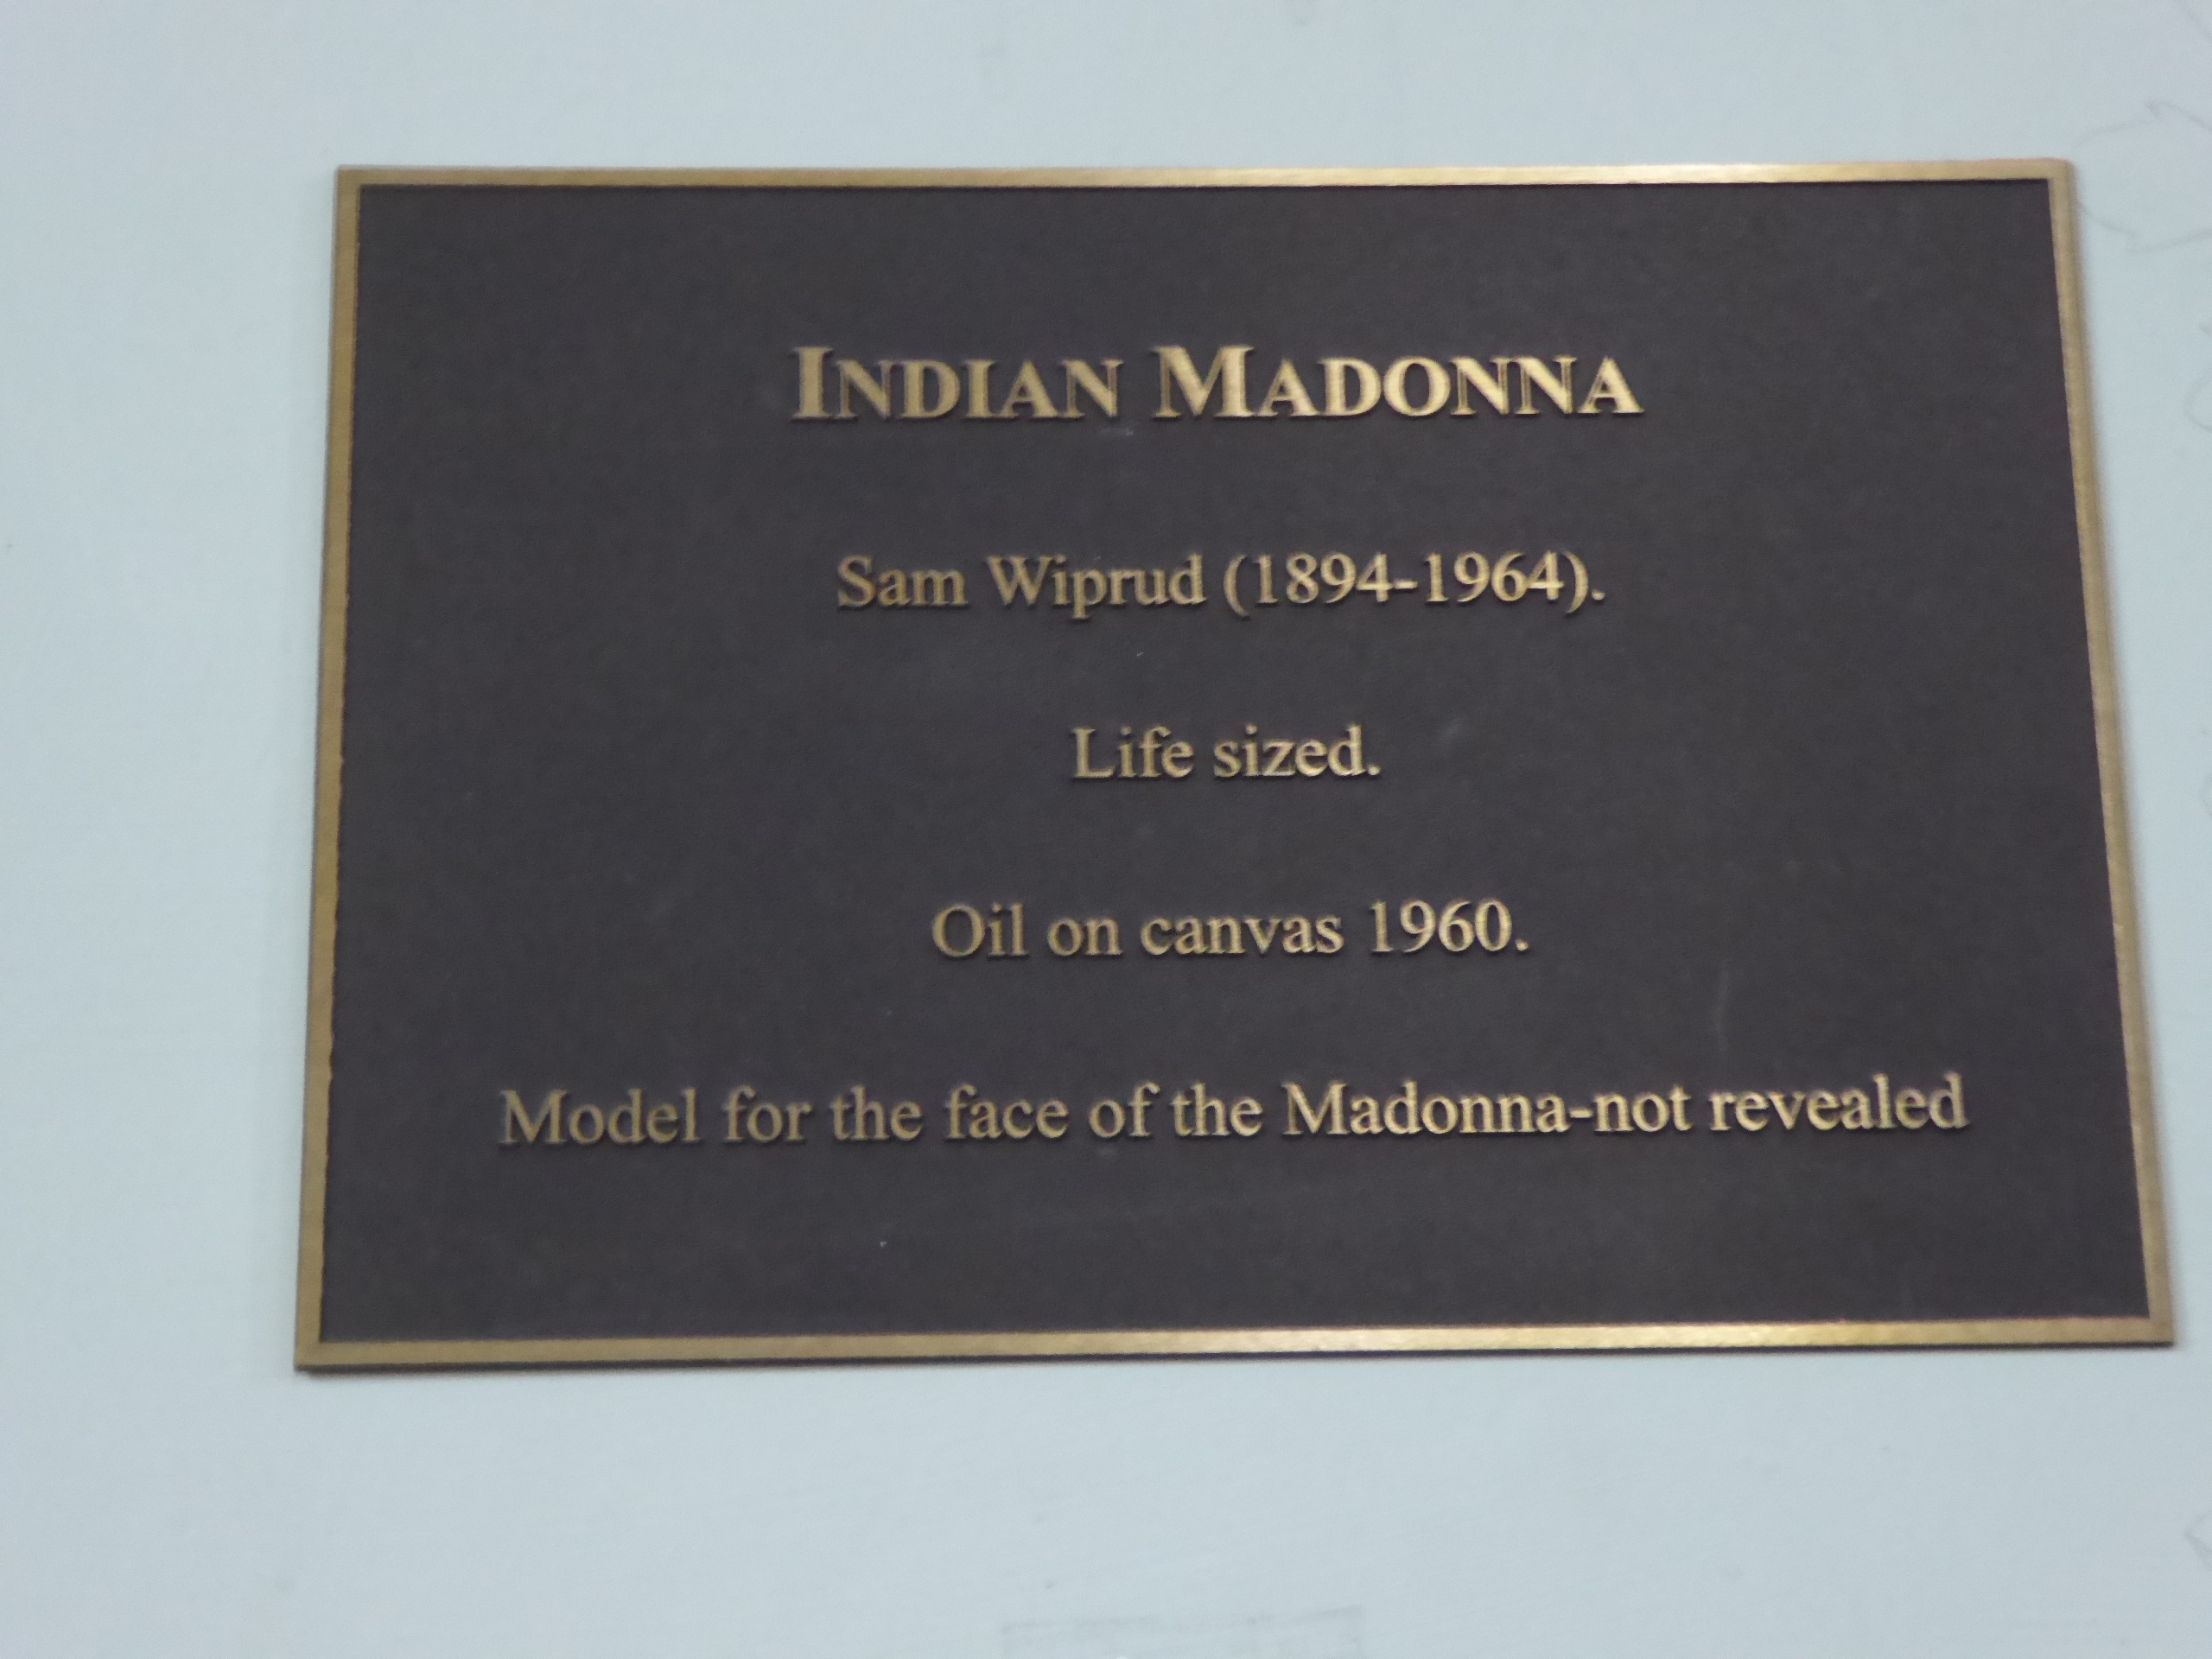 INDIAN MADONNA
Sam Wiprud (1894-1964).
Life sized.
Oil on canvas 1960.
Model for the face of the Madonna-not revealed